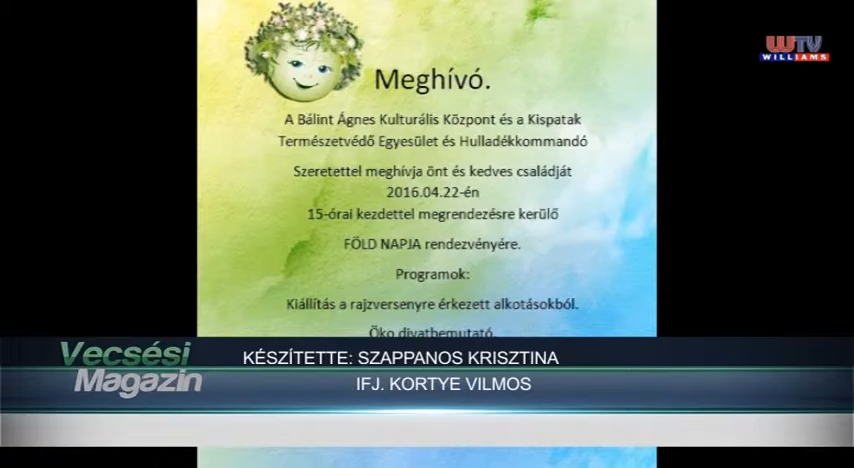 WTV
WILLIAMS
Meghívó.
A Bálint Ágnes Kulturális Központ és a Kispatak
Természetvédő Egyesület és Hulladékkommandó
Szeretettel meghívja önt és kedves családját
2016.04.22-én
15-órai kezdettel megrendezésre kerülő
FÖLD NAPJA rendezvényére.
Programok:
Kiállítás a rajzversenyre érkezett alkotásokból.
Öko divatbemutató.
Vecsési
Magazin
KÉSZÍTETTE: SZAPPANOS KRISZTINA
IFJ. KORTYE VILMOS